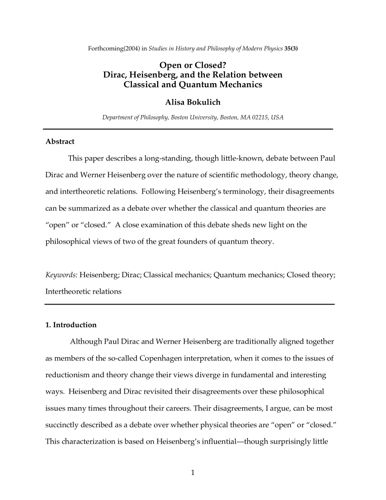 Forthcoming(2004) in Studies in History and Philosophy of Modern Physics 35(3)
Open or Closed?
Dirac, Heisenberg, and the Relation between
Classical and Quantum Mechanics
Alisa Bokulich
Department of Philosophy, Boston University, Boston, MA 02215, USA
Abstract
This paper describes a long-standing, though little-known, debate between Paul
Dirac and Werner Heisenberg over the nature of scientific methodology, theory change,
and intertheoretic relations. Following Heisenberg’s terminology, their disagreements
can be summarized as a debate over whether the classical and quantum theories are
“open” or “closed.” A close examination of this debate sheds new light on the
philosophical views of two of the great founders of quantum theory.
Keywords: Heisenberg; Dirac; Classical mechanics; Quantum mechanics; Closed theory;
Intertheoretic relations
1. Introduction
Although Paul Dirac and Werner Heisenberg are traditionally aligned together
as members of the so-called Copenhagen interpretation, when it comes to the issues of
reductionism and theory change their views diverge in fundamental and interesting
ways. Heisenberg and Dirac revisited their disagreements over these philosophical
issues many times throughout their careers. Their disagreements, I argue, can be most
succinctly described as a debate over whether physical theories are “open” or “closed.”
This characterization is based on Heisenberg’s influential—though surprisingly little
1